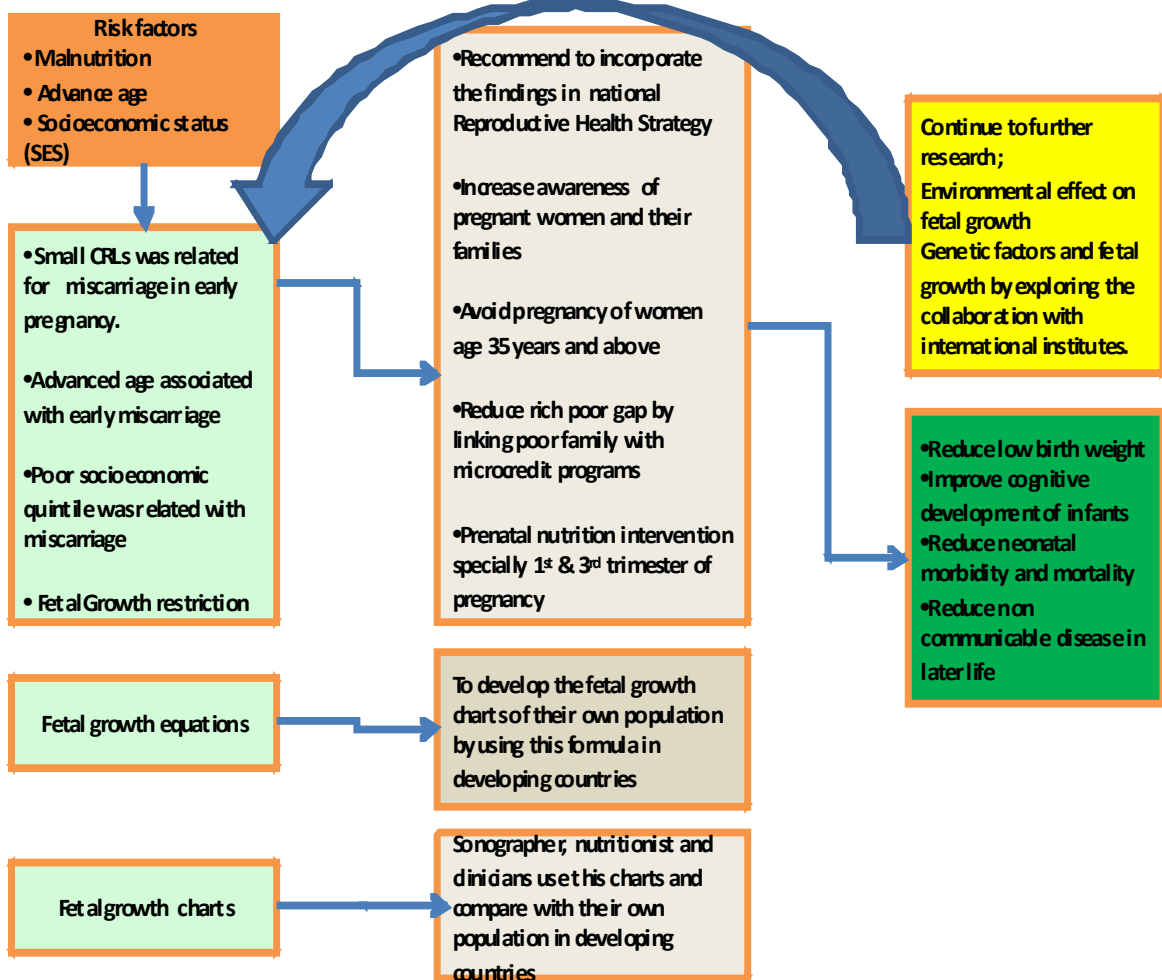 Risk factors
• Malnutrition
• Advance age
• Socioeconomic status
(SES)
•Small CRLs was related
for miscarriage in early
pregnancy.
•Advanced age associated
with early miscarriage
•Poor socioeconomic
quintile was related with
miscarriage
• Fetal Growth restriction
•Recommend to incorporate
the findings in national
Reproductive Health Strategy
•Increase awareness of
pregnant women and their
families
•Avoid pregnancy of women
age 35 years and above
•Reduce rich poor gap by
linking poor family with
microcredit programs
•Prenatal nutrition intervention
specially 1st & 3rd trimester of
pregnancy
Continue to further
research;
Environmental effect on
fetal growth
Genetic factors and fetal
growth by exploring the
collaboration with
international institutes.
•Reduce low birth weight
•Improve cognitive
development of infants
•Reduce neonatal
morbidity and mortality
•Reduce non
communicable disease in
later life
Fetal growth equations
To develop the fetal growth
charts of their own population
by using this formula in
developing countries
Fetal growth charts
Sonographer, nutritionist and
clinicians use this charts and
compare with their own
population in developing
countries